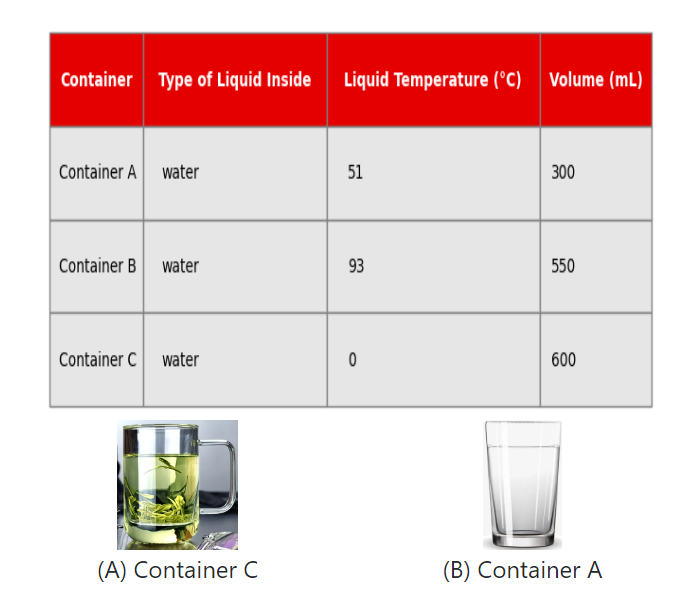 Container Type of Liquid Inside Liquid Temperature (°C) Volume (mL)
Container A water 51 300
Container B water 93 550
Container C water 0 600
(A) Container C (B) Container A